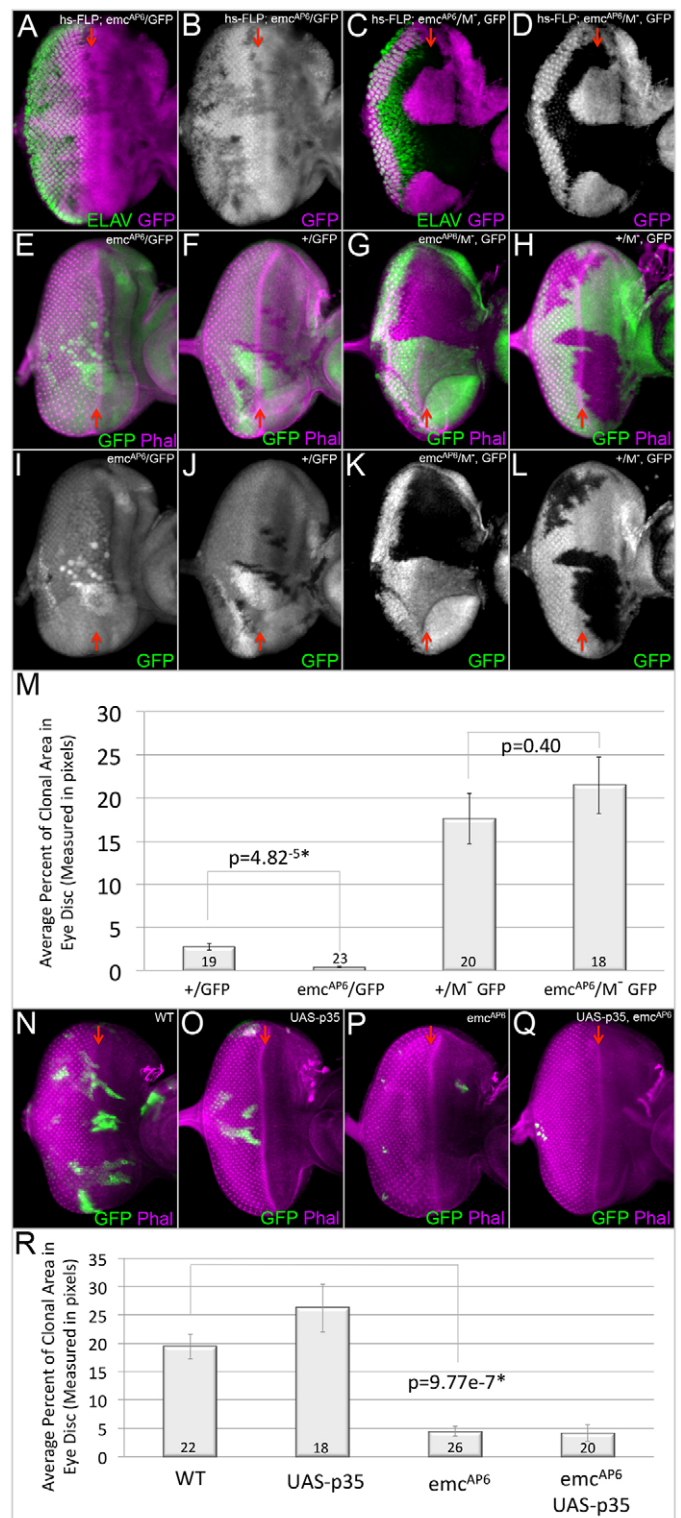 A hs-FLP; emcAP6/GFP
ELAV GFP
B hs-FLP; emcAP6/GFP
GFP
C hs-FLP; emcAP6/M-, GFP
ELAV GFP
D hs-FLP; emcAP6/M-, GFP
GFP
E emcAP6/GFP
GFP Phal
F +/GFP
GFP Phal
G emcAP6/M-, GFP
GFP Phal
H +/M-, GFP
GFP Phal
I emcAP6/GFP
GFP
J +/GFP
GFP
K emcAP6/M-, GFP
GFP
L +/M-, GFP
GFP
M
Average Percent of Clonal Area in
Eye Disc (Measured in pixels)
30
25
20
15
10
5
0
p=4.82-5*
p=0.40
19
23
20
18
+/GFP
emcAP6/GFP
+/M- GFP
emcAP6/M- GFP
N WT
GFP Phal
O UAS-p35
GFP Phal
P emcAP6
GFP Phal
Q UAS-p35, emcAP6
GFP Phal
R
Average Percent of Clonal Area in
Eye Disc (Measured in pixels)
35
30
25
20
15
10
5
0
p=9.77e-7*
22
18
26
20
WT
UAS-p35
emcAP6
emcAP6
UAS-p35